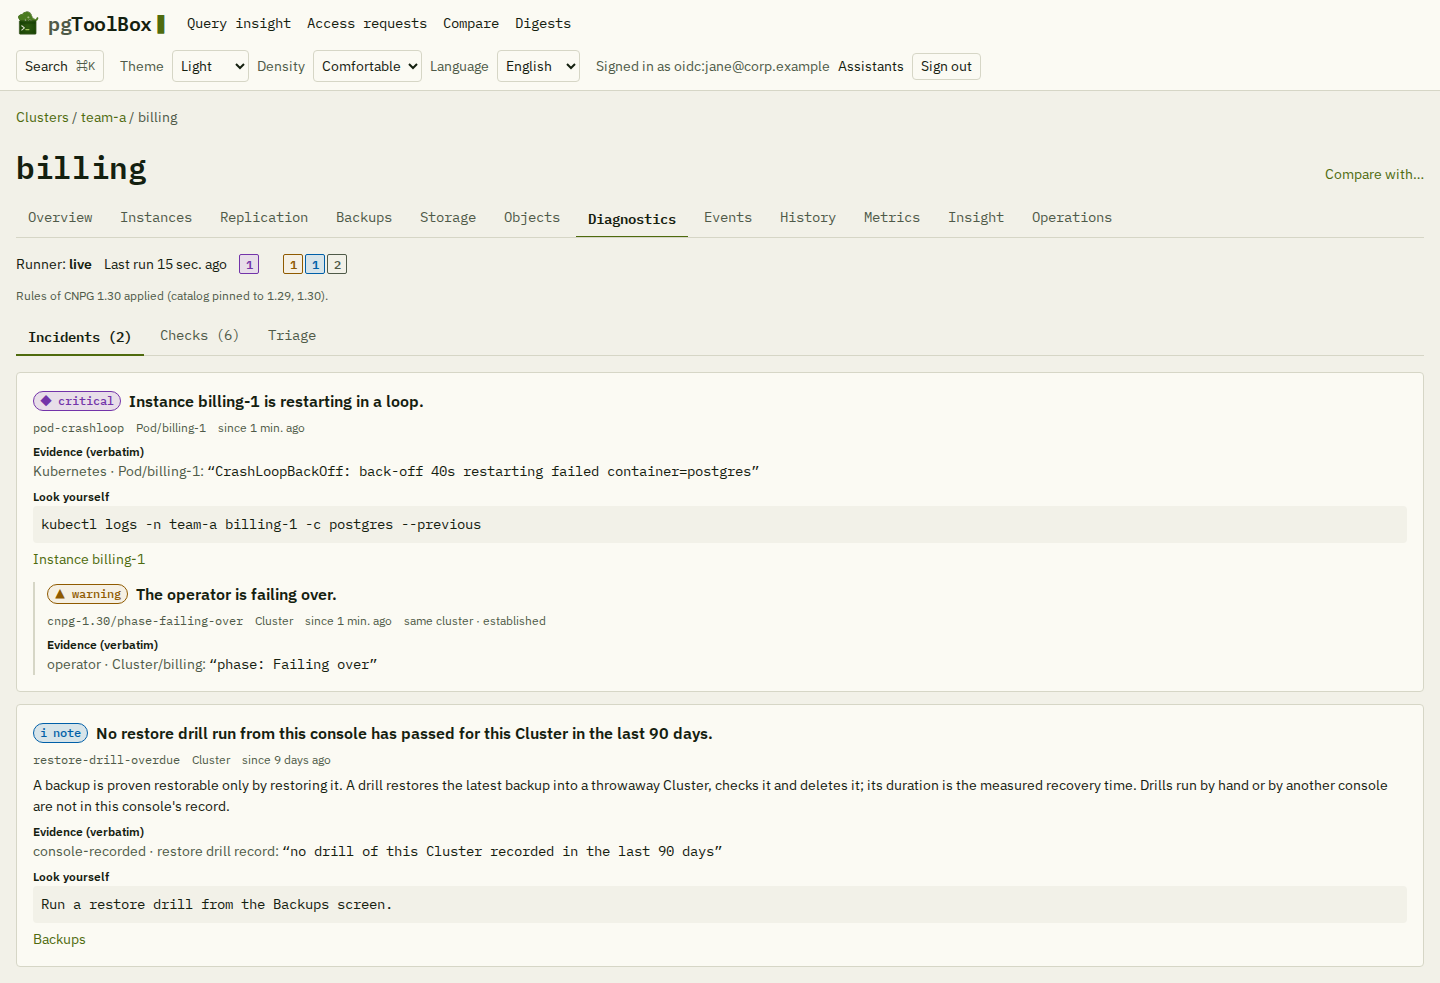 pgToolBox
Query insight Access requests Compare Digests
Search ⌘K Theme Light Density Comfortable Language English Signed in as oidc:jane@corp.example Assistants Sign out
Clusters / team-a / billing
billing
Compare with...
Overview Instances Replication Backups Storage Objects Diagnostics Events History Metrics Insight Operations
Runner: live Last run 15 sec. ago 1 1 1 2
Rules of CNPG 1.30 applied (catalog pinned to 1.29, 1.30).
Incidents (2) Checks (6) Triage
◆ critical Instance billing-1 is restarting in a loop.
pod-crashloop Pod/billing-1 since 1 min. ago
Evidence (verbatim)
Kubernetes · Pod/billing-1: “CrashLoopBackOff: back-off 40s restarting failed container=postgres”
Look yourself
kubectl logs -n team-a billing-1 -c postgres --previous
Instance billing-1
▲ warning The operator is failing over.
cnpg-1.30/phase-failing-over Cluster since 1 min. ago same cluster · established
Evidence (verbatim)
operator · Cluster/billing: “phase: Failing over”
i note No restore drill run from this console has passed for this Cluster in the last 90 days.
restore-drill-overdue Cluster since 9 days ago
A backup is proven restorable only by restoring it. A drill restores the latest backup into a throwaway Cluster, checks it and deletes it; its duration is the measured recovery time. Drills run by hand or by another console
are not in this console's record.
Evidence (verbatim)
console-recorded · restore drill record: “no drill of this Cluster recorded in the last 90 days”
Look yourself
Run a restore drill from the Backups screen.
Backups